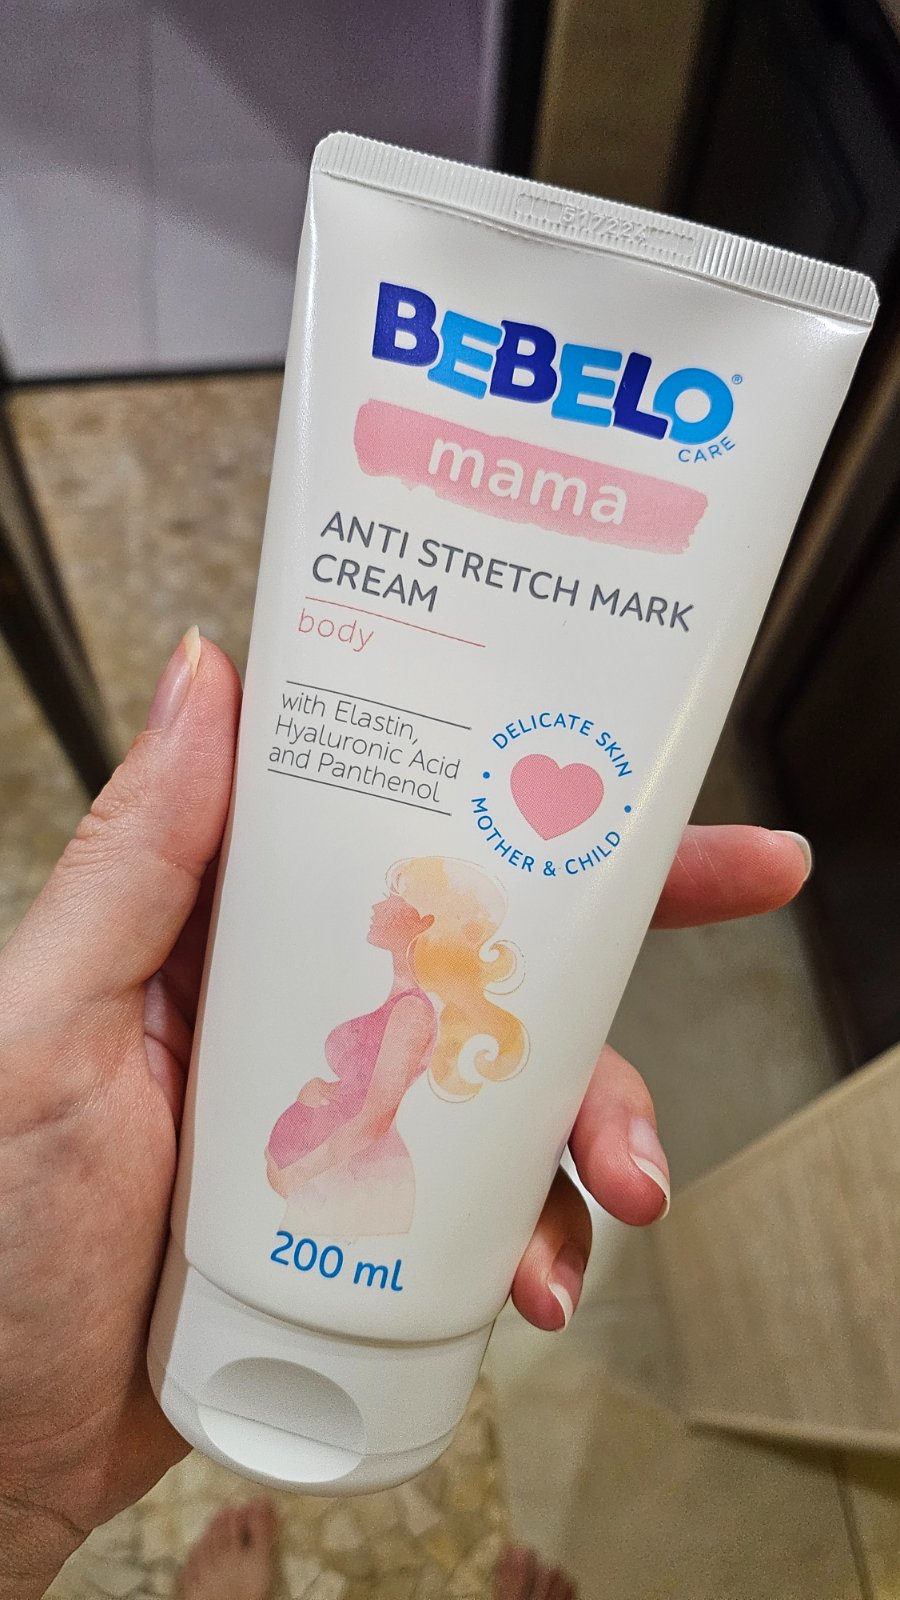 517224
BEBELO®
CARE
mama
ANTI STRETCH MARK
CREAM
body
with Elastin,
Hyaluronic Acid
and Panthenol
DELICATE SKIN
• MOTHER & CHILD •
200 ml